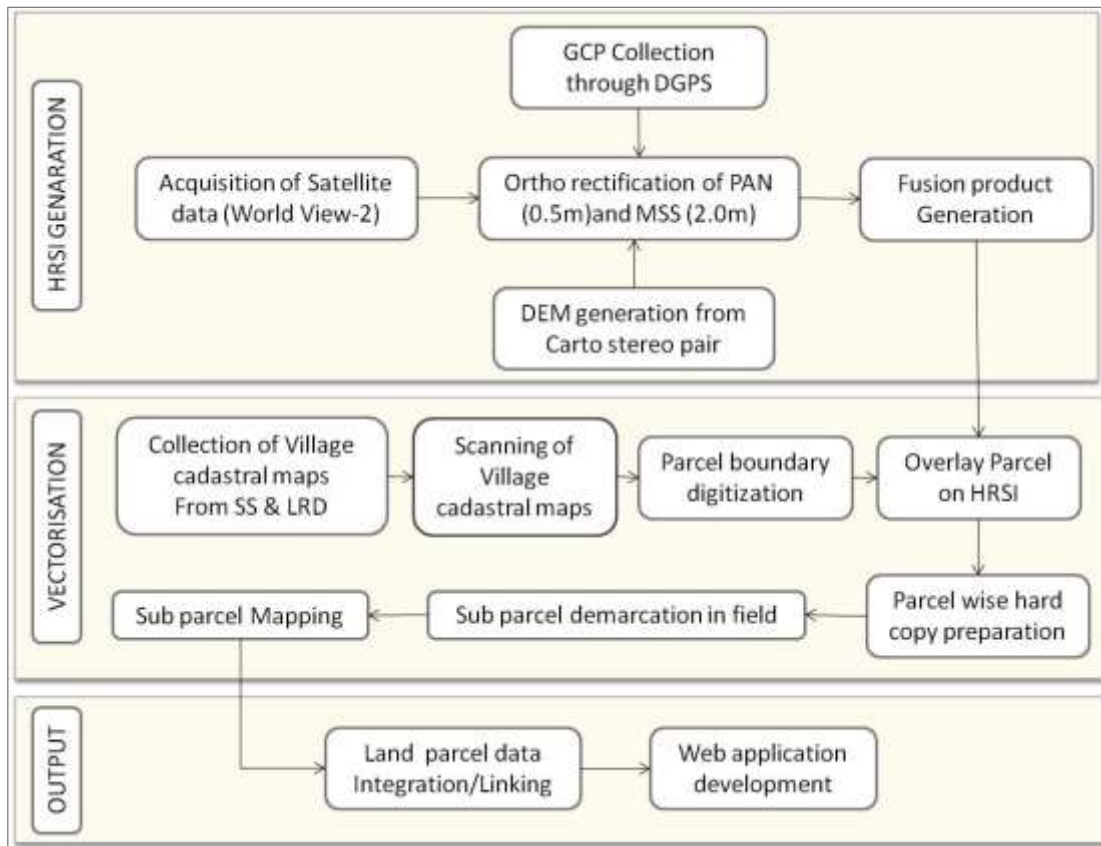 HRSI GENARATION
GCP Collection
through DGPS
Acquisition of Satellite
data (World View-2)
Ortho rectification of PAN
(0.5m)and MSS (2.0m)
Fusion product
Generation
DEM generation from
Carto stereo pair
VECTORISATION
Collection of Village
cadastral maps
From SS & LRD
Scanning of
Village
cadastral maps
Parcel boundary
digitization
Overlay Parcel
on HRSI
Parcel wise hard
copy preparation
Sub parcel demarcation in field
Sub parcel Mapping
OUTPUT
Land parcel data
Integration/Linking
Web application
development